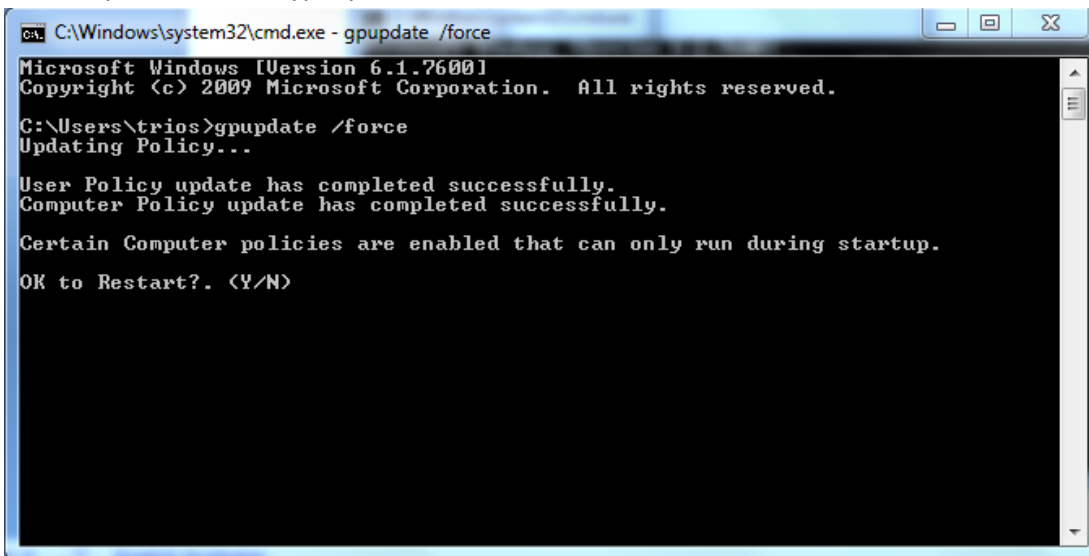 C:\Windows\system32\cmd.exe - gpupdate /force
Microsoft Windows [Version 6.1.7600]
Copyright (c) 2009 Microsoft Corporation.  All rights reserved.
C:\Users\trios>gpupdate /force
Updating Policy...
User Policy update has completed successfully.
Computer Policy update has completed successfully.
Certain Computer policies are enabled that can only run during startup.
OK to Restart?. (Y/N)